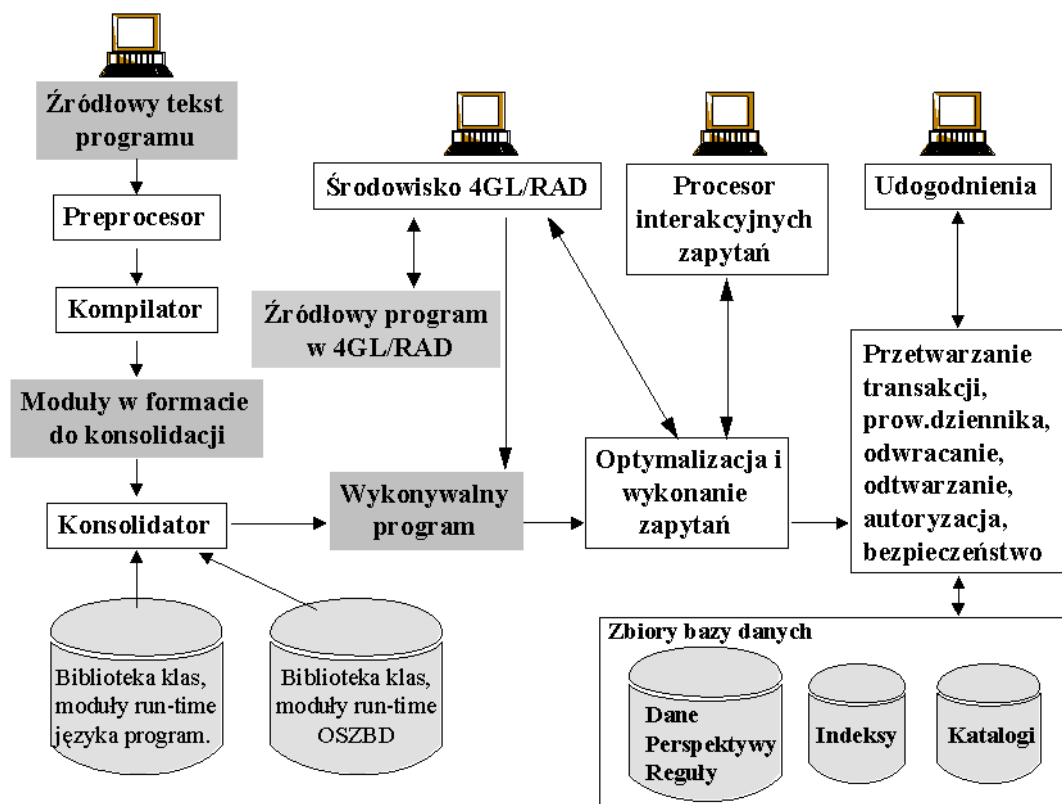 Źródłowy tekst
programu
Preprocesor
Kompilator
Moduły w formacie
do konsolidacji
Konsolidator
Biblioteka klas,
moduły run-time
języka program.
Biblioteka klas,
moduły run-time
OSZBD
Środowisko 4GL/RAD
Źródłowy program
w 4GL/RAD
Wykonywalny
program
Procesor
interakcyjnych
zapytań
Optymalizacja i
wykonanie
zapytań
Udogodnienia
Przetwarzanie
transakcji,
prow.dziennika,
odwracanie,
odtwarzanie,
autoryzacja,
bezpieczeństwo
Zbiory bazy danych
Dane
Perspektywy
Reguły
Indeksy
Katalogi